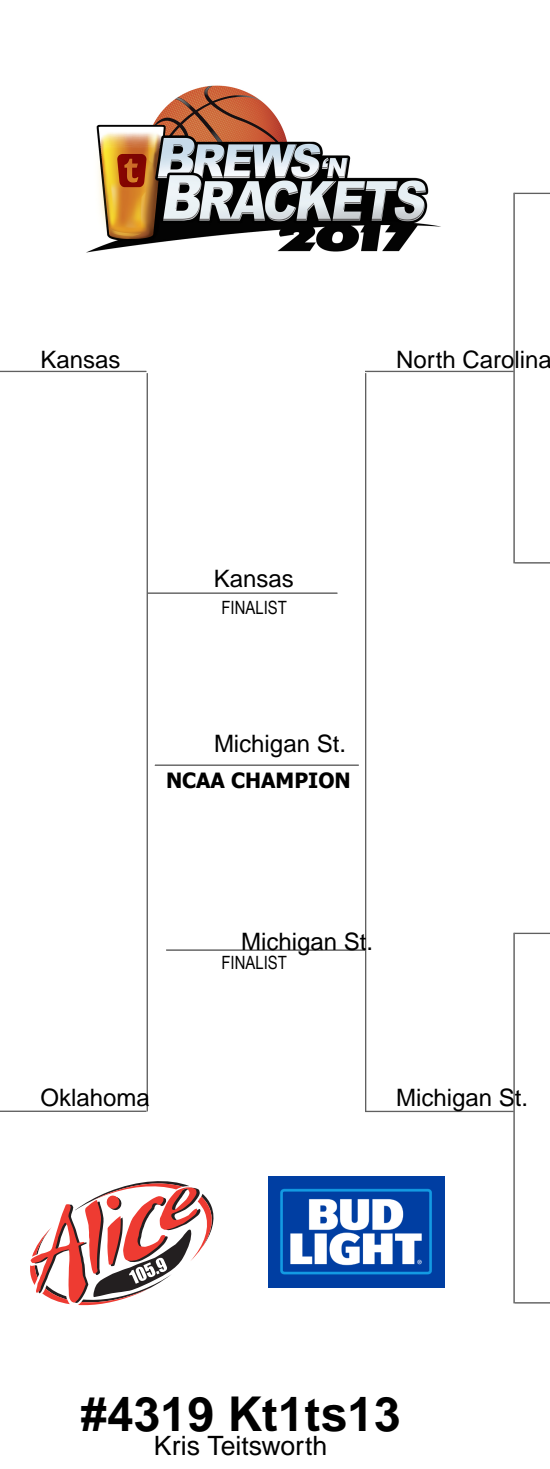 t
BREWS 'N
BRACKETS
2017
Kansas
North Carolina
Kansas
FINALIST
Michigan St.
NCAA CHAMPION
Michigan St.
FINALIST
Oklahoma
Michigan St.
Alice
105.9
BUD
LIGHT.
#4319 Kt1ts13
Kris Teitsworth